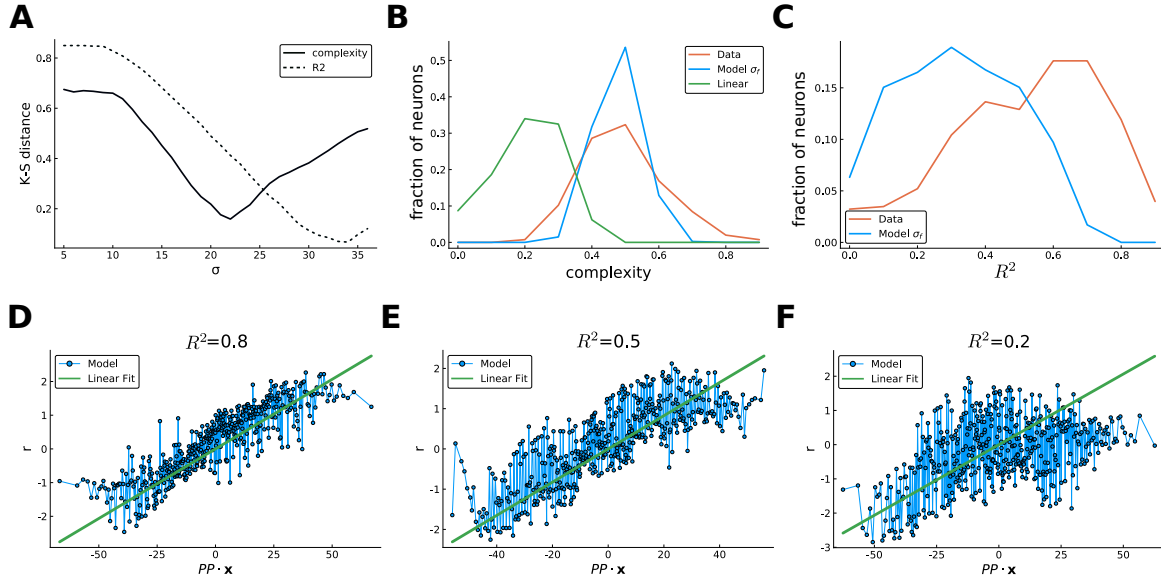 A
K-S distance
0.8
0.6
0.4
0.2
5 10 15 20 25 30 35
σ
complexity
R2
B
fraction of neurons
0.5
0.4
0.3
0.2
0.1
0.0
0.0 0.2 0.4 0.6 0.8
complexity
Data
Model σf
Linear
C
fraction of neurons
0.15
0.10
0.05
0.00
0.0 0.2 0.4 0.6 0.8
R²
Data
Model σf
D
R²=0.8
r
2
1
0
-1
-2
-50 -25 0 25 50
PP · x
Model
Linear Fit
E
R²=0.5
r
2
1
0
-1
-2
-40 -20 0 20 40
PP · x
Model
Linear Fit
F
R²=0.2
r
3
2
1
0
-1
-2
-3
-50 -25 0 25 50
PP · x
Model
Linear Fit